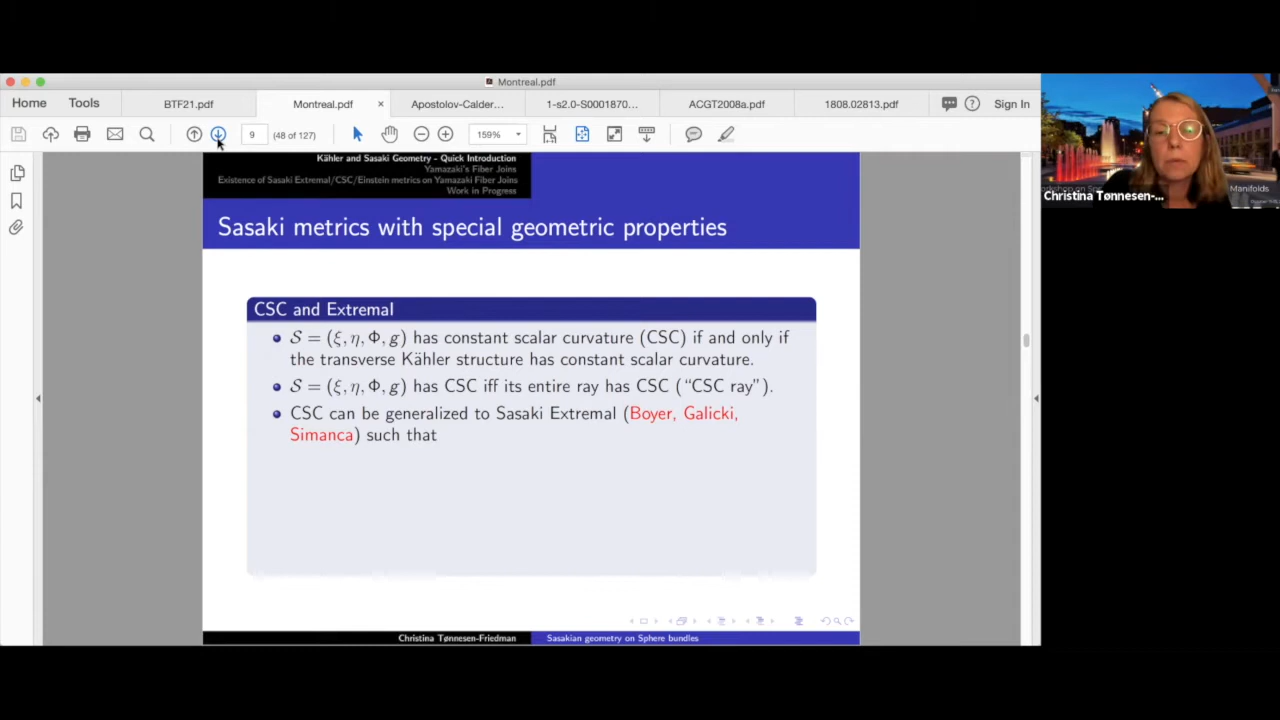 Montreal.pdf
Home
Tools
BTF21.pdf
Montreal.pdf
Apostolov-Calder...
1-s2.0-S0001870...
ACGT2008a.pdf
1808.02813.pdf
Sign In
9
(48 of 127)
159%
Kähler and Sasaki Geometry - Quick Introduction
Yamazaki's Fiber Joins
Existence of Sasaki Extremal/CSC/Einstein metrics on Yamazaki Fiber Joins
Work in Progress
Sasaki metrics with special geometric properties
CSC and Extremal
S = (ξ, η, Φ, g) has constant scalar curvature (CSC) if and only if
the transverse Kähler structure has constant scalar curvature.
S = (ξ, η, Φ, g) has CSC iff its entire ray has CSC (“CSC ray”).
CSC can be generalized to Sasaki Extremal (Boyer, Galicki,
Simanca) such that
Christina Tønnesen-Friedman
Sasakian geometry on Sphere bundles
Manifolds
Christina Tønnesen-...